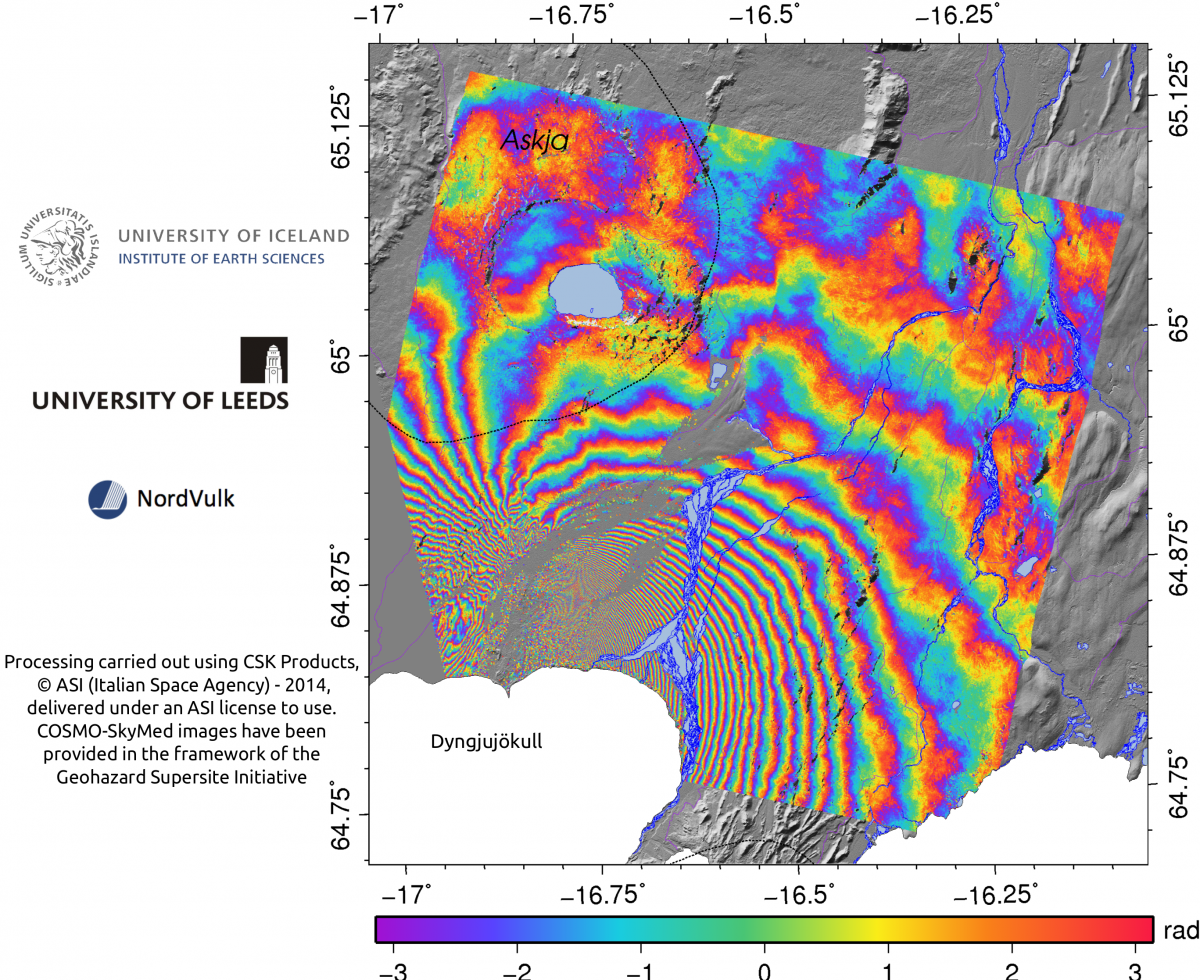 −17˚ −16.75˚ −16.5˚ −16.25˚
65.125˚ 65.125˚
Askja
UNIVERSITATIS ISLANDIAE SIGILLUM
UNIVERSITY OF ICELAND
INSTITUTE OF EARTH SCIENCES
65˚ 65˚
UNIVERSITY OF LEEDS
NordVulk
64.875˚ 64.875˚
Processing carried out using CSK Products,
© ASI (Italian Space Agency) - 2014,
delivered under an ASI license to use.
COSMO-SkyMed images have been
provided in the framework of the
Geohazard Supersite Initiative
Dyngjujökull
64.75˚ 64.75˚
−17˚ −16.75˚ −16.5˚ −16.25˚
rad
−3 −2 −1 0 1 2 3